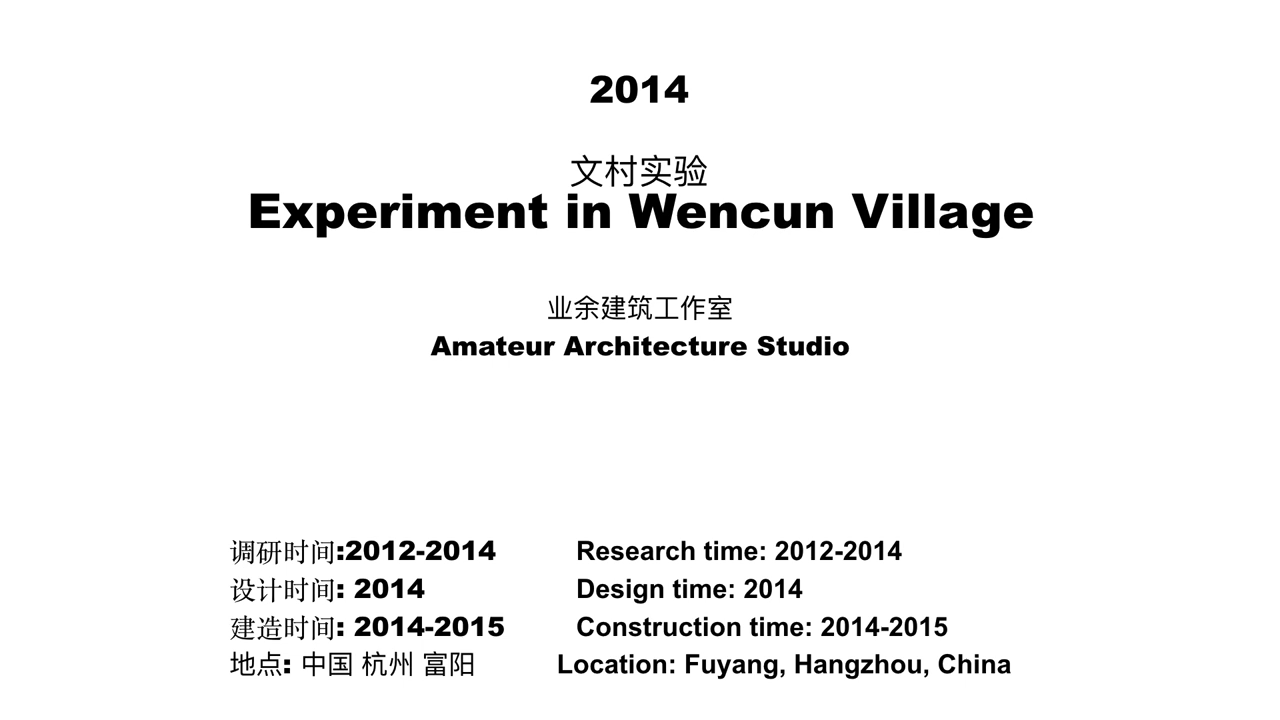 2014
文村实验
Experiment in Wencun Village
业余建筑工作室
Amateur Architecture Studio
调研时间:2012-2014 Research time: 2012-2014
设计时间: 2014 Design time: 2014
建造时间: 2014-2015 Construction time: 2014-2015
地点: 中国 杭州 富阳 Location: Fuyang, Hangzhou, China